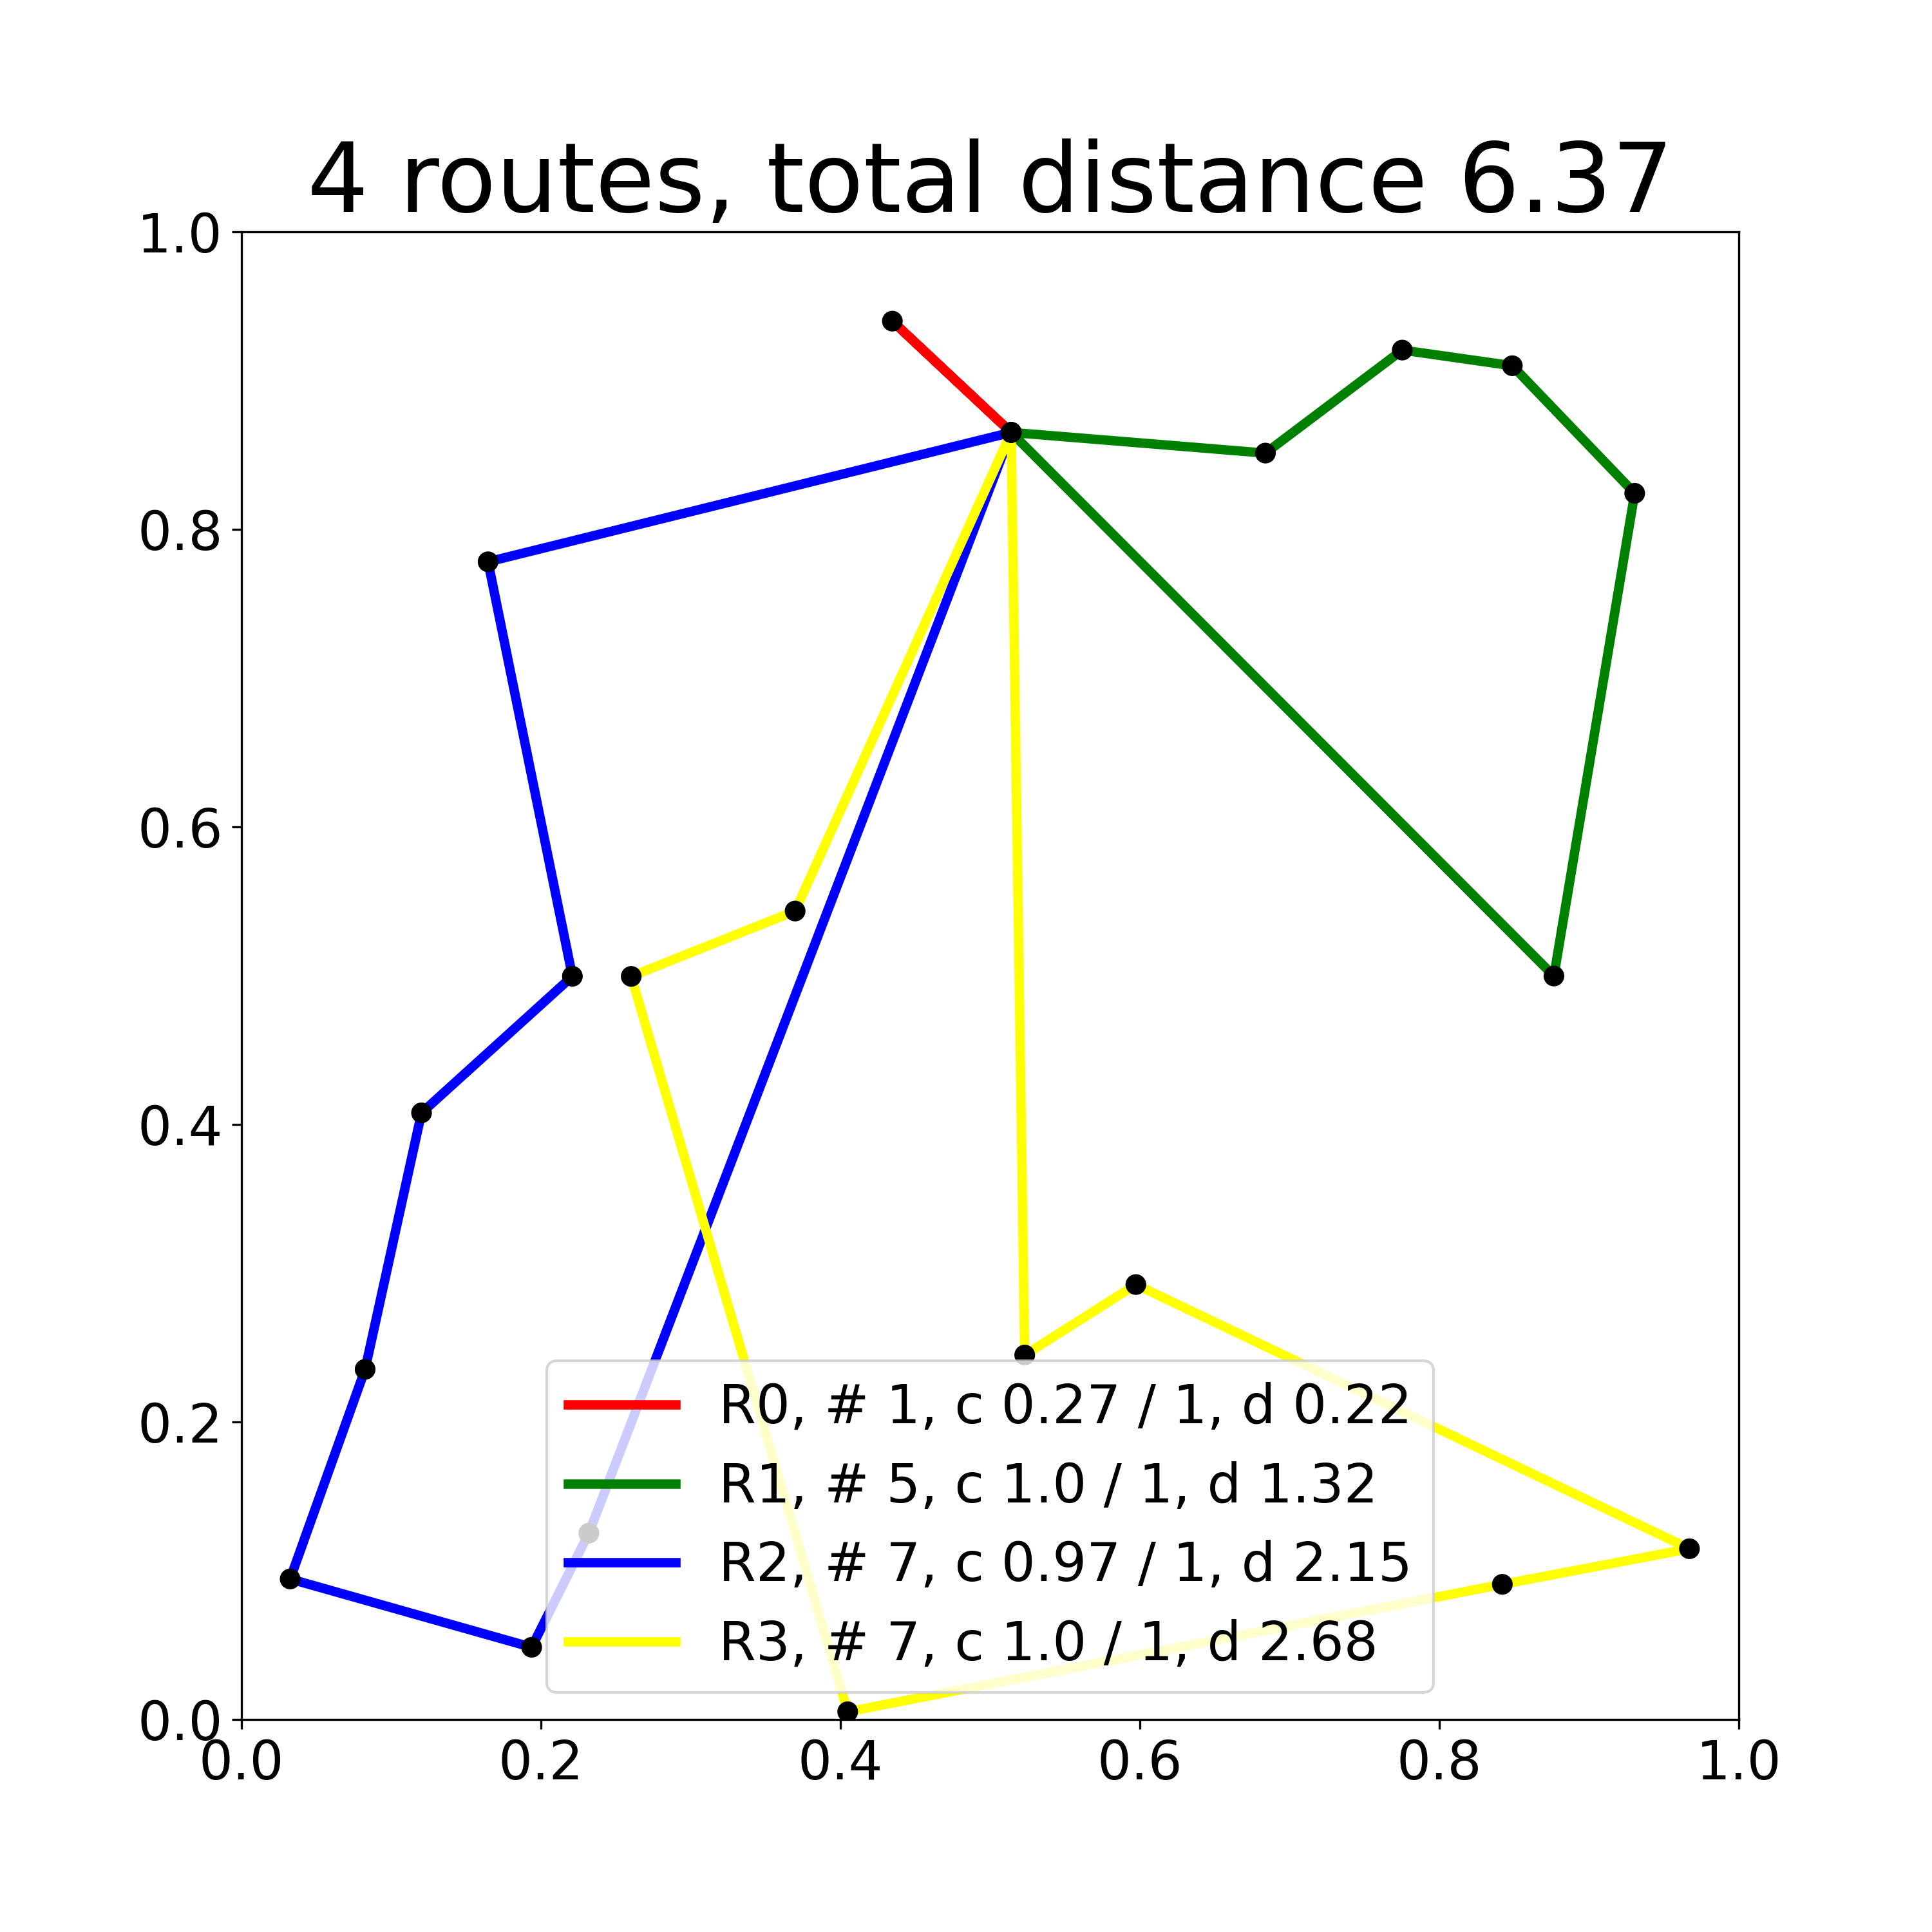 4 routes, total distance 6.37
1.0
0.8
0.6
0.4
0.2
0.0
R0, # 1, c 0.27 / 1, d 0.22
R1, # 5, c 1.0 / 1, d 1.32
R2, # 7, c 0.97 / 1, d 2.15
R3, # 7, c 1.0 / 1, d 2.68
0.0 0.2 0.4 0.6 0.8 1.0